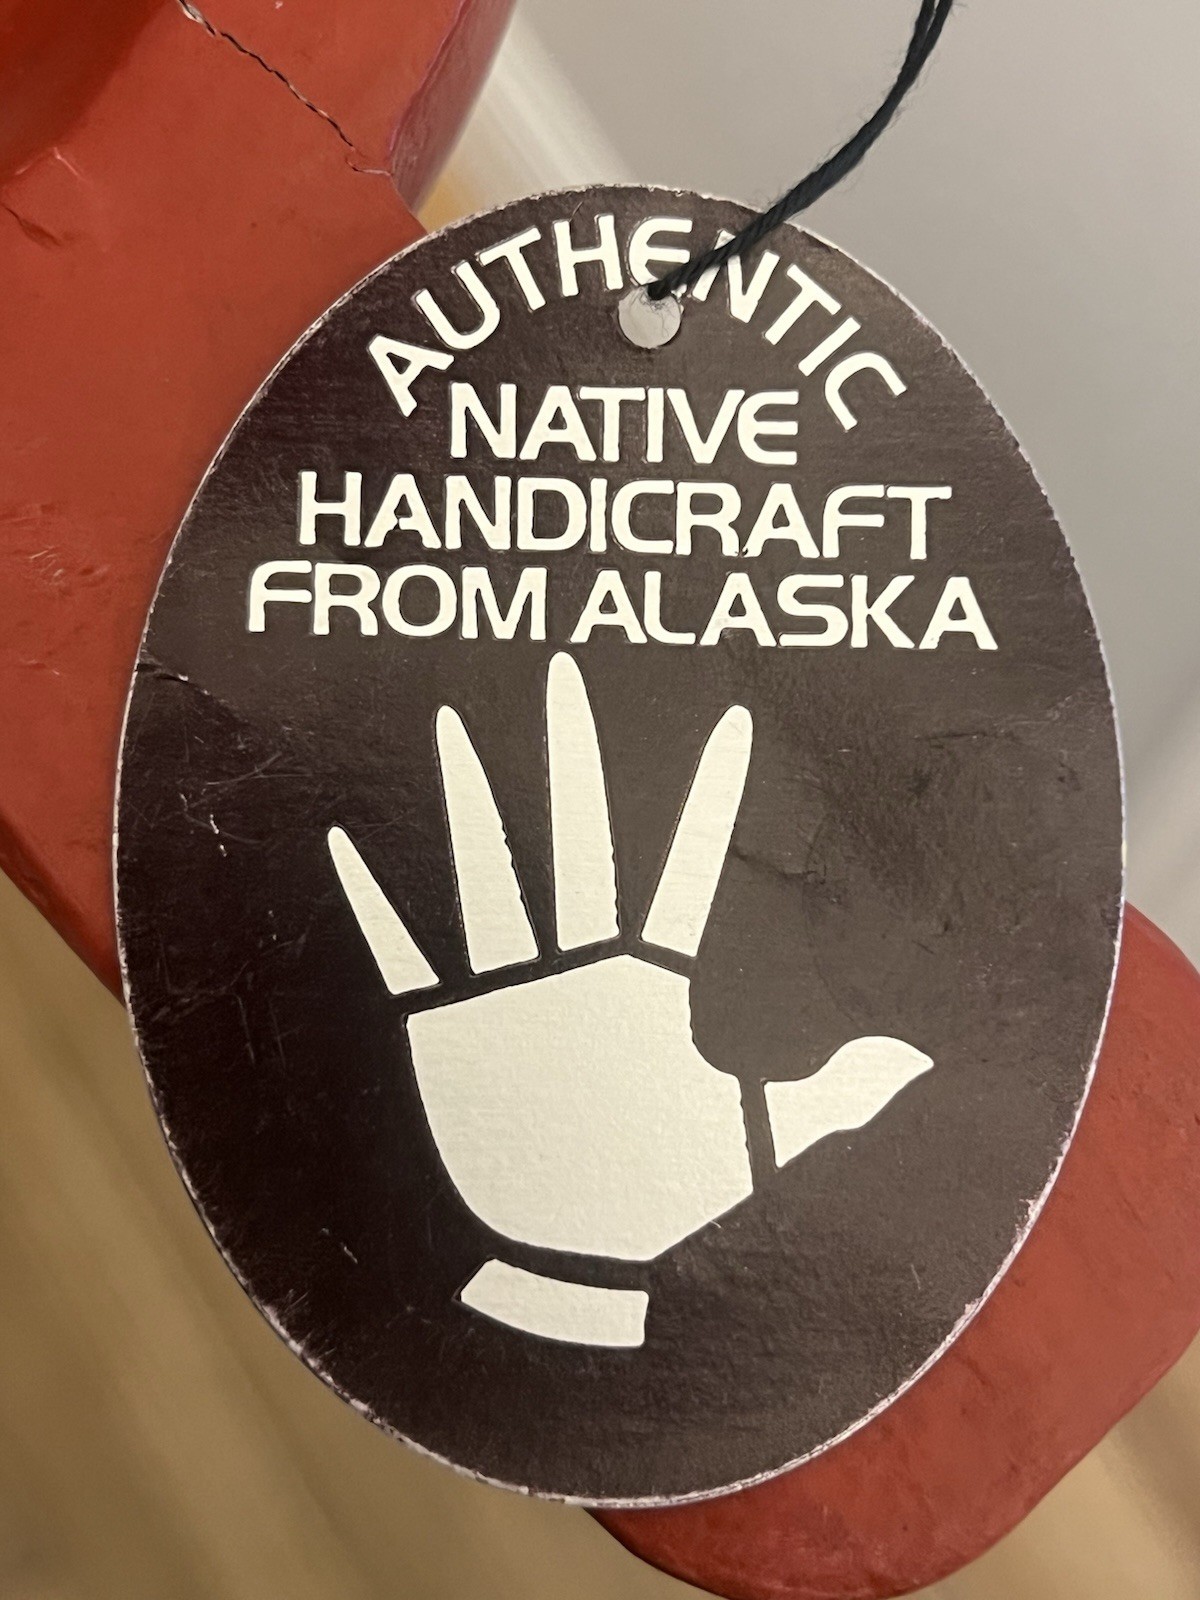 AUTHENTIC
NATIVE
HANDICRAFT
FROM ALASKA